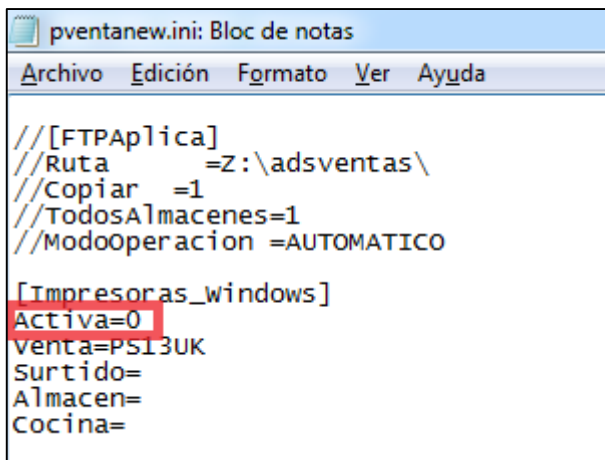 pventanew.ini: Bloc de notas
Archivo Edición Formato Ver Ayuda
//[FTPAplica]
//Ruta =Z:\adsventas\
//Copiar =1
//TodosAlmacenes=1
//ModoOperacion =AUTOMATICO
[Impresoras_Windows]
Activa=0
Venta=PS13UK
Surtido=
Almacen=
Cocina=